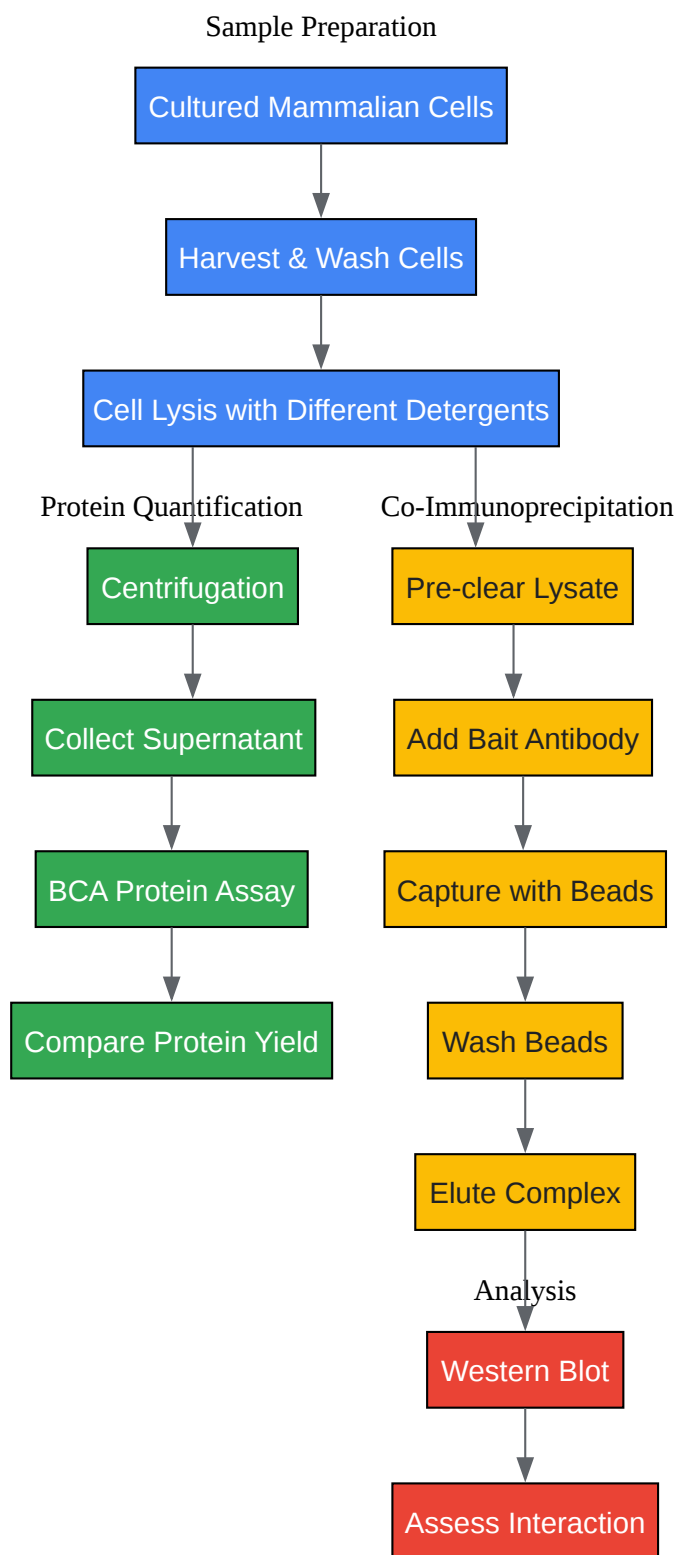 Sample Preparation
Cultured Mammalian Cells
Harvest & Wash Cells
Cell Lysis with Different Detergents
Protein Quantification
Centrifugation
Collect Supernatant
BCA Protein Assay
Compare Protein Yield
Co-Immunoprecipitation
Pre-clear Lysate
Add Bait Antibody
Capture with Beads
Wash Beads
Elute Complex
Analysis
Western Blot
Assess Interaction